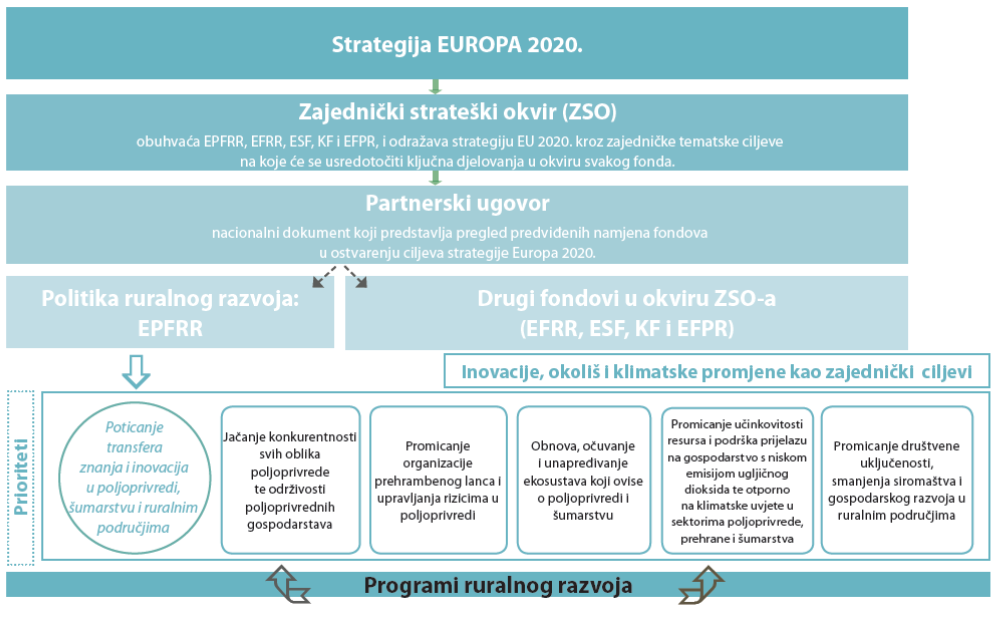 Strategija EUROPA 2020.
Zajednički strateški okvir (ZSO)
obuhvaća EPFRR, EFRR, ESF, KF i EFPR, i odražava strategiju EU 2020. kroz zajedničke tematske ciljeve
na koje će se usredotočiti ključna djelovanja u okviru svakog fonda.
Partnerski ugovor
nacionalni dokument koji predstavlja pregled predviđenih namjena fondova
u ostvarenju ciljeva strategije Europa 2020.
Politika ruralnog razvoja:
EPFRR
Drugi fondovi u okviru ZSO-a
(EFRR, ESF, KF i EFPR)
Inovacije, okoliš i klimatske promjene kao zajednički ciljevi
Prioriteti
Poticanje
transfera
znanja i inovacija
u poljoprivredi,
šumarstvu i ruralnim
područjima
Jačanje konkurentnosti
svih oblika
poljoprivrede
te održivosti
poljoprivrednih
gospodarstava
Promicanje
organizacije
prehrambenog lanca i
upravljanja rizicima u
poljoprivredi
Obnova, očuvanje
i unapređivanje
ekosustava koji ovise
o poljoprivredi i
šumarstvu
Promicanje učinkovitosti
resursa i podrška prijelazu
na gospodarstvo s niskom
emisijom ugljičnog
dioksida te otporno
na klimatske uvjete u
sektorima poljoprivrede,
prehrane i šumarstva
Promicanje društvene
uključenosti,
smanjenja siromaštva i
gospodarskog razvoja u
ruralnim područjima
Programi ruralnog razvoja